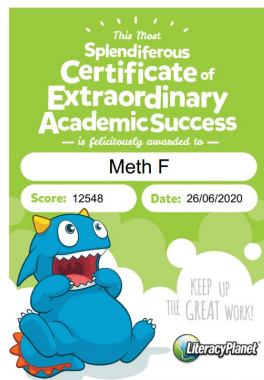 This Most
Splendiferous
Certificate of
Extraordinary
Academic Success
— is felicitously awarded to —
Meth F
Score: 12548
Date: 26/06/2020
KEEP UP
THE GREAT WORK!
LiteracyPlanet